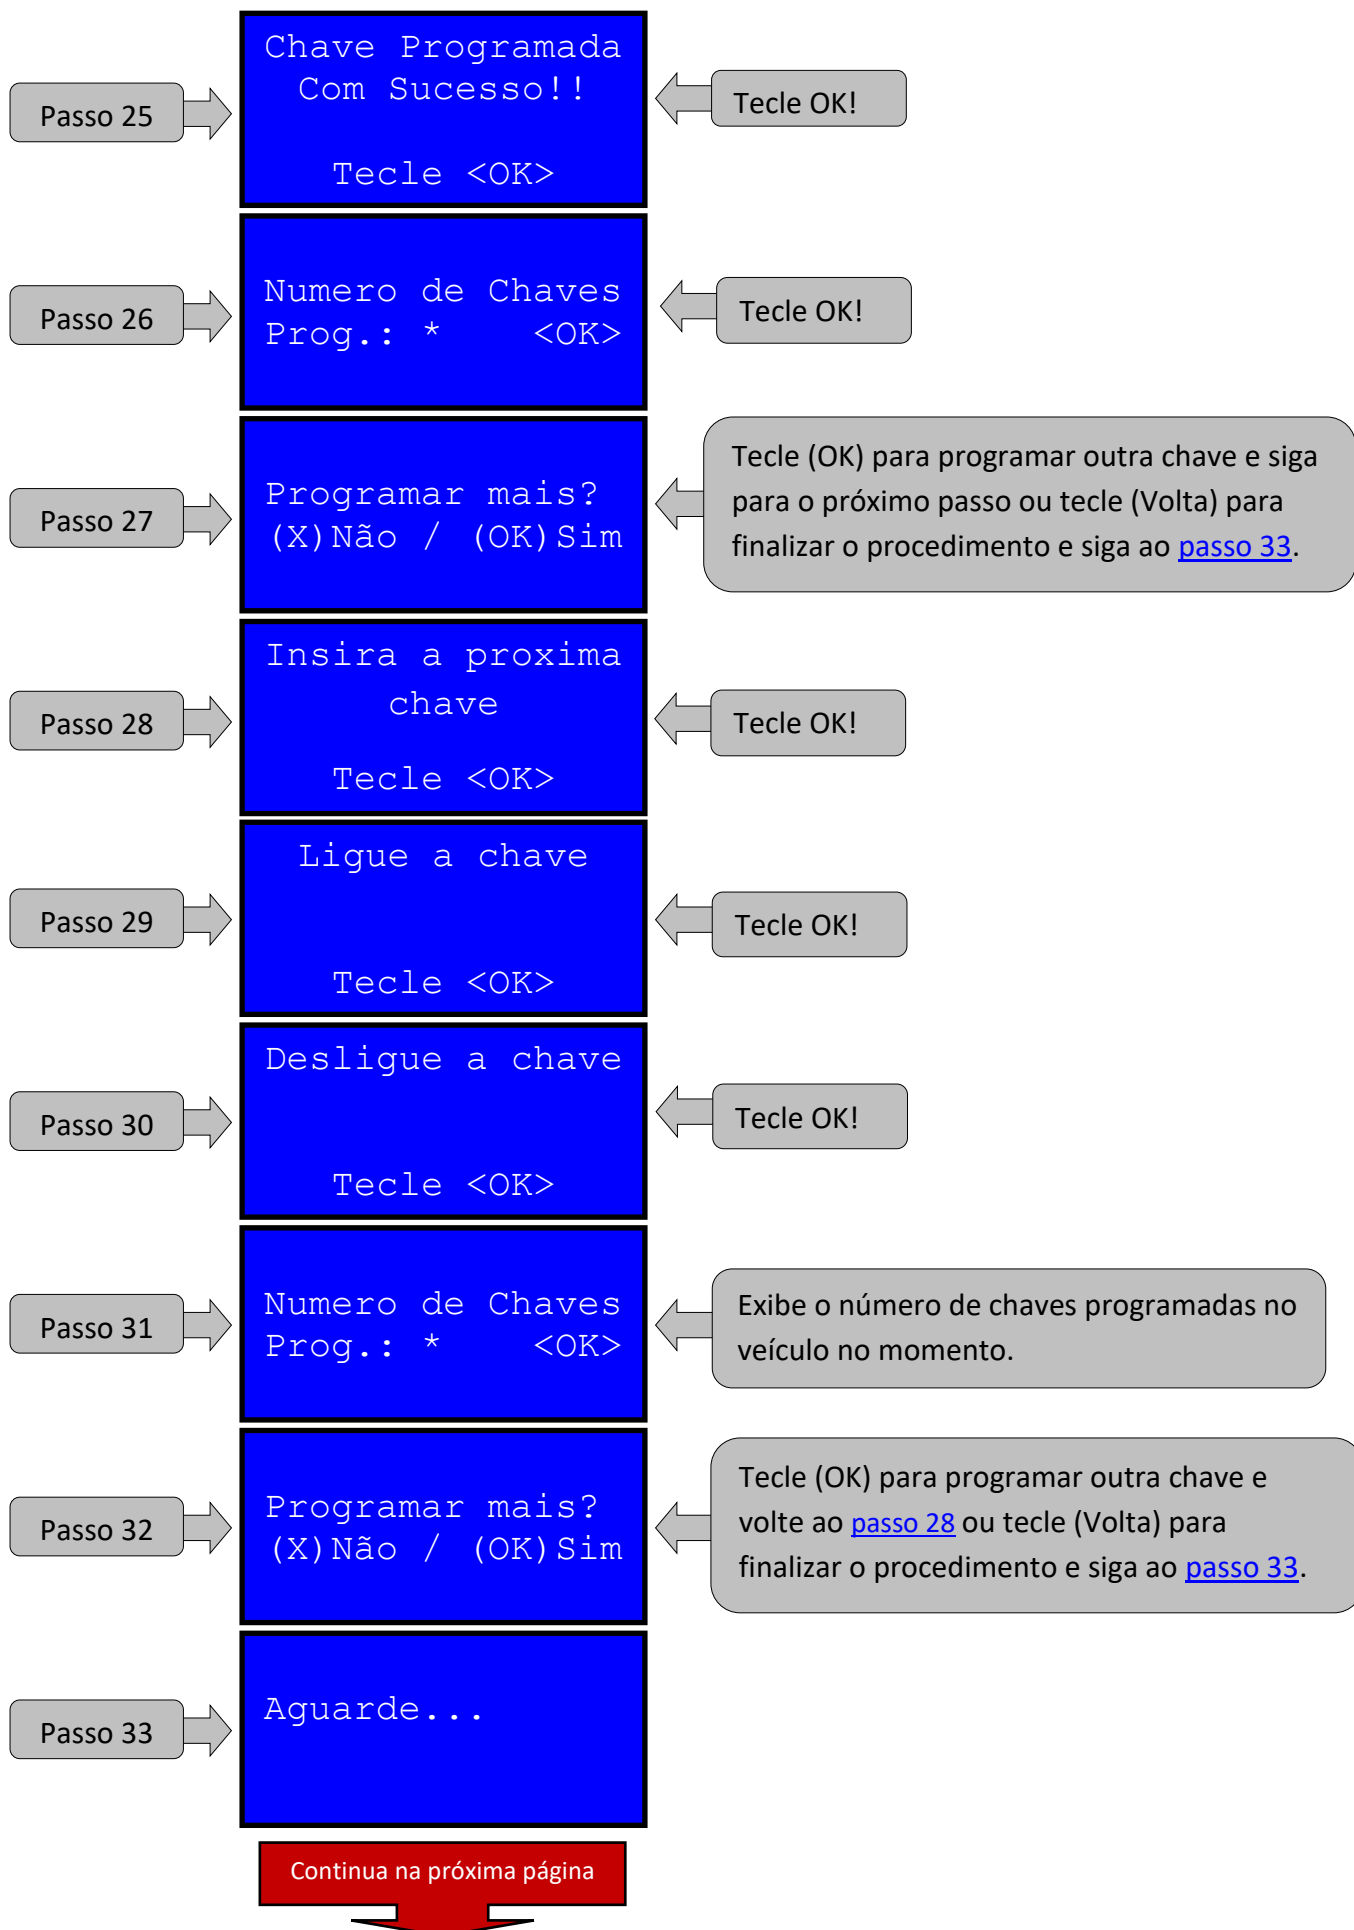 Passo 25
Chave Programada
Com Sucesso!!
Tecle <OK>
Tecle OK!
Passo 26
Numero de Chaves
Prog.: * <OK>
Tecle OK!
Passo 27
Programar mais?
(X)Não / (OK)Sim
Tecle (OK) para programar outra chave e siga
para o próximo passo ou tecle (Volta) para
finalizar o procedimento e siga ao passo 33.
Passo 28
Insira a proxima
chave
Tecle <OK>
Tecle OK!
Passo 29
Ligue a chave
Tecle <OK>
Tecle OK!
Passo 30
Desligue a chave
Tecle <OK>
Tecle OK!
Passo 31
Numero de Chaves
Prog.: * <OK>
Exibe o número de chaves programadas no
veículo no momento.
Passo 32
Programar mais?
(X)Não / (OK)Sim
Tecle (OK) para programar outra chave e
volte ao passo 28 ou tecle (Volta) para
finalizar o procedimento e siga ao passo 33.
Passo 33
Aguarde...
Continua na próxima página